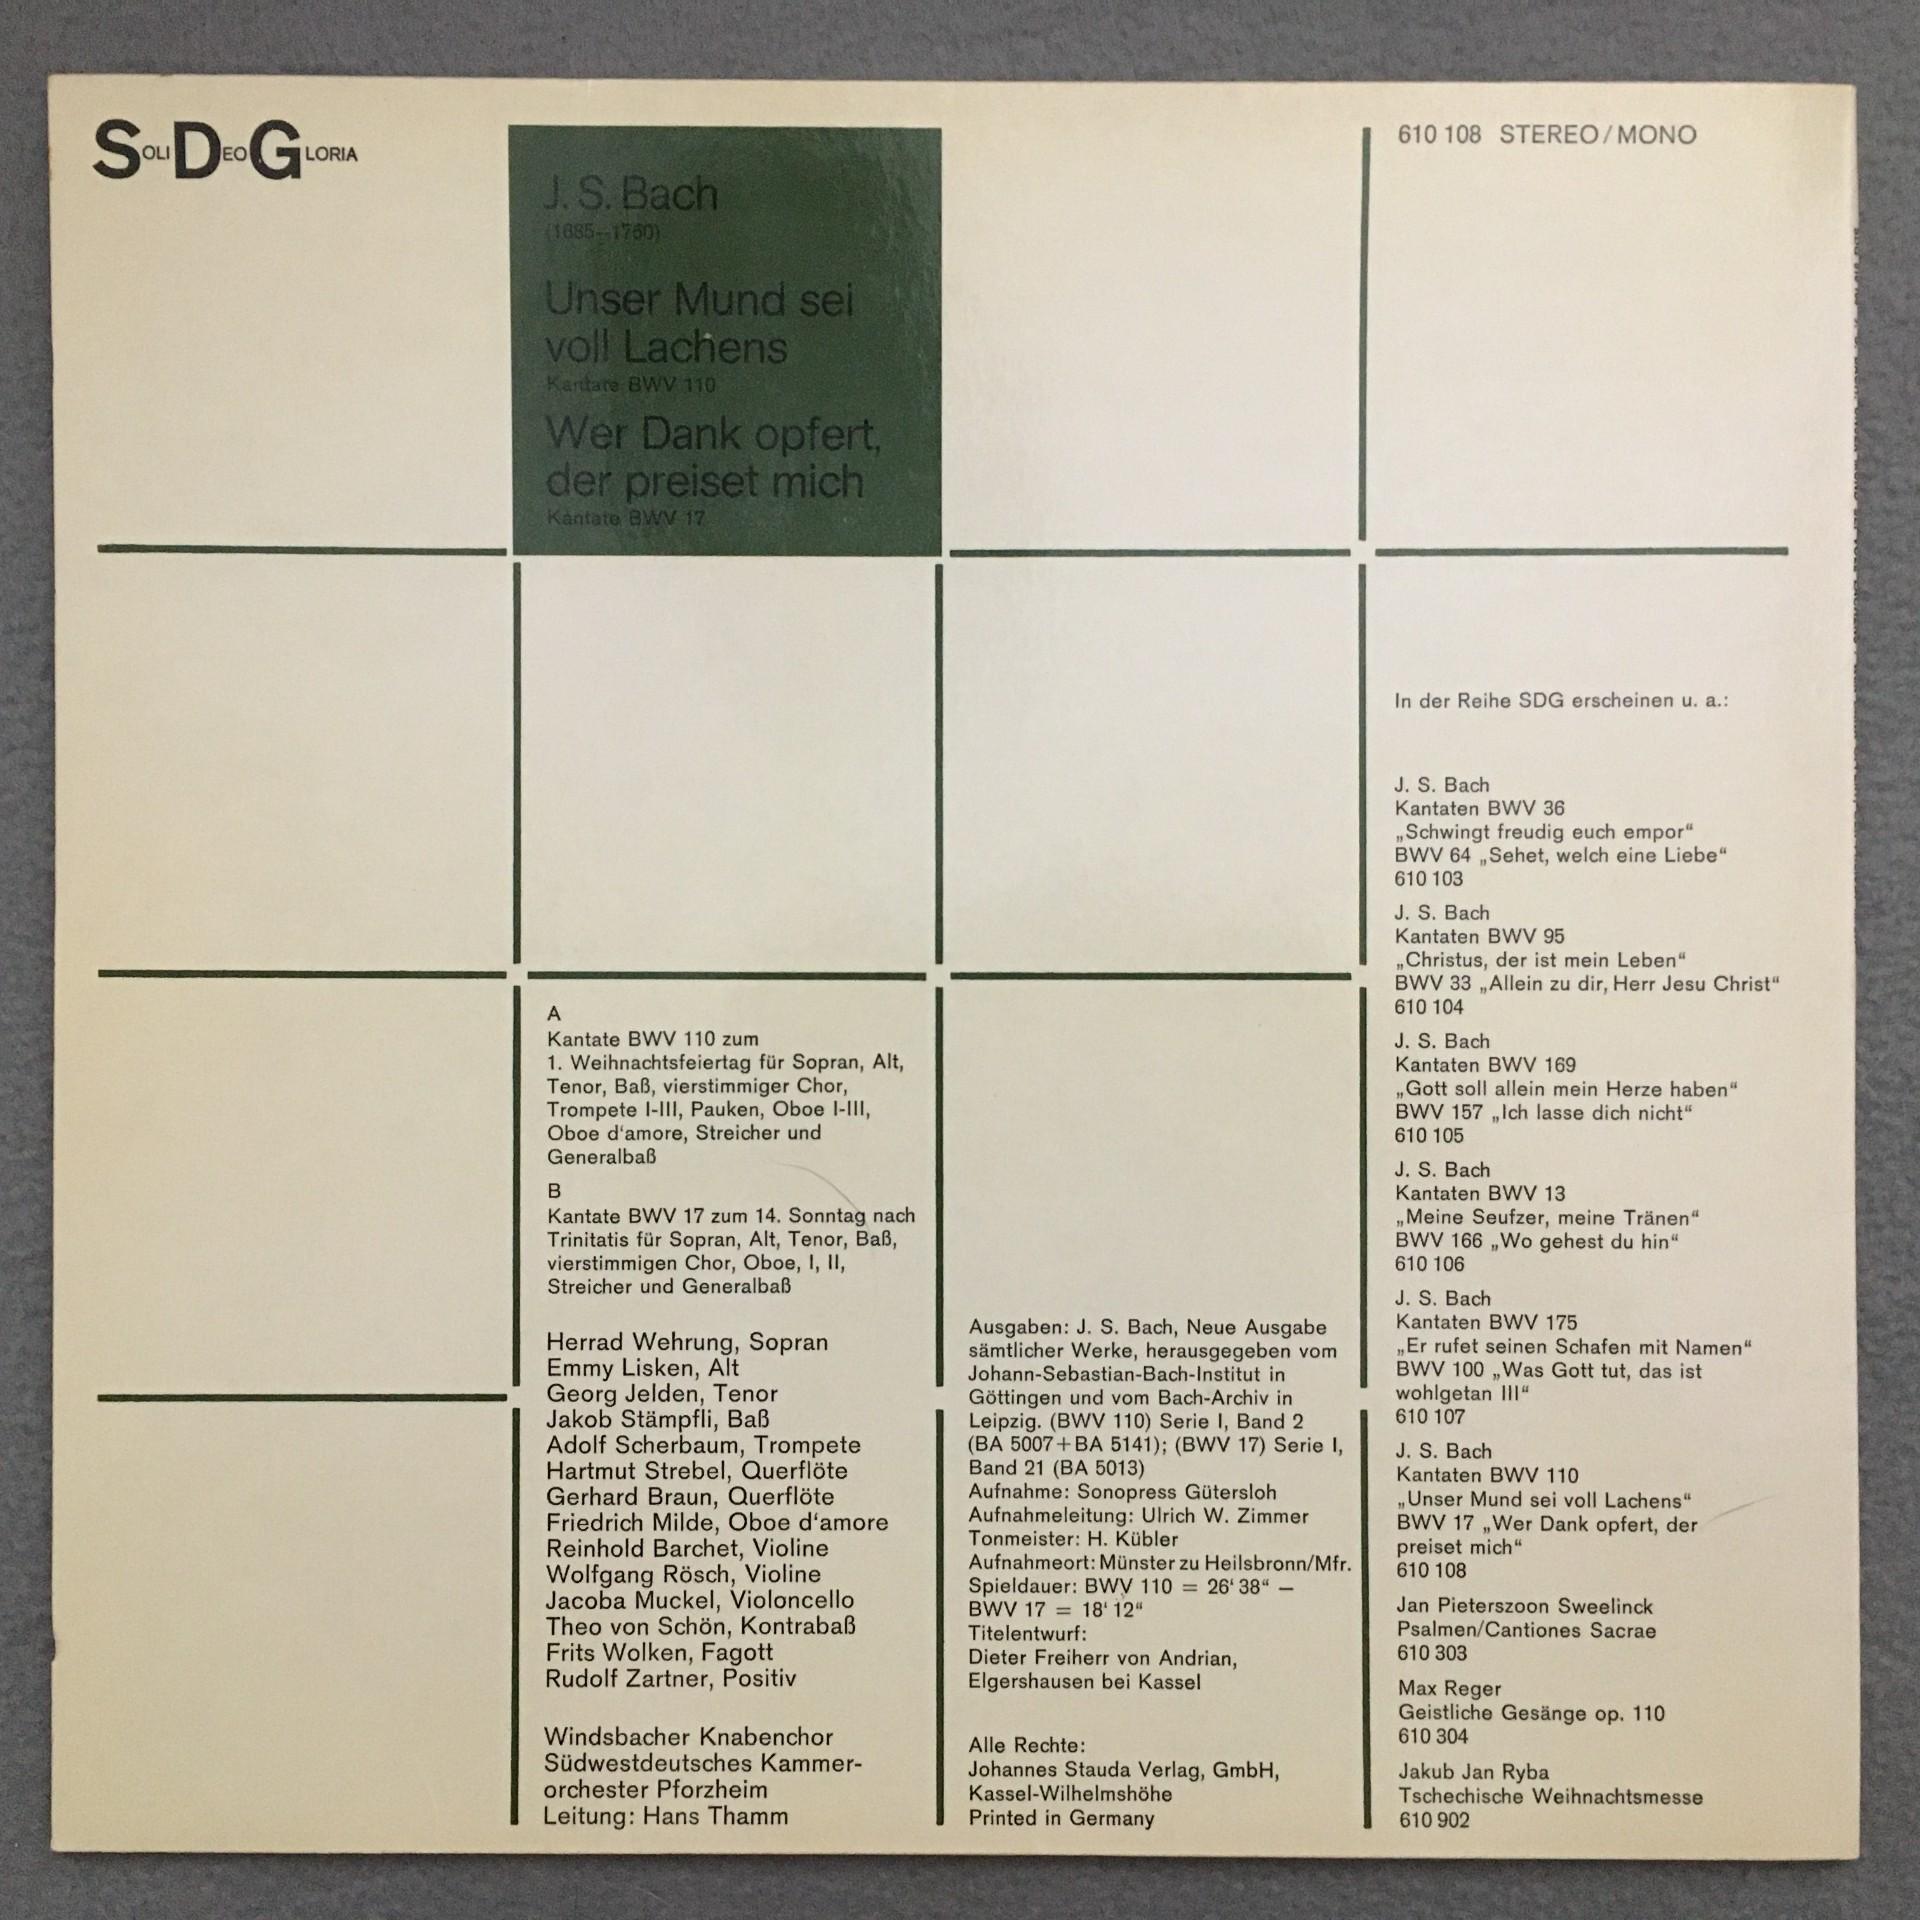 SOLI DEO GLORIA
J. S. Bach
(1685–1750)
Unser Mund sei
voll Lachens
Kantate BWV 110
Wer Dank opfert,
der preiset mich
Kantate BWV 17
610 108 STEREO/MONO
A
Kantate BWV 110 zum
1. Weihnachtsfeiertag für Sopran, Alt,
Tenor, Baß, vierstimmiger Chor,
Trompete I-III, Pauken, Oboe I-III,
Oboe d'amore, Streicher und
Generalbaß
B
Kantate BWV 17 zum 14. Sonntag nach
Trinitatis für Sopran, Alt, Tenor, Baß,
vierstimmigen Chor, Oboe, I, II,
Streicher und Generalbaß
Herrad Wehrung, Sopran
Emmy Lisken, Alt
Georg Jelden, Tenor
Jakob Stämpfli, Baß
Adolf Scherbaum, Trompete
Hartmut Strebel, Querflöte
Gerhard Braun, Querflöte
Friedrich Milde, Oboe d'amore
Reinhold Barchet, Violine
Wolfgang Rösch, Violine
Jacoba Muckel, Violoncello
Theo von Schön, Kontrabaß
Frits Wolken, Fagott
Rudolf Zartner, Positiv
Windsbacher Knabenchor
Südwestdeutsches Kammer-
orchester Pforzheim
Leitung: Hans Thamm
Ausgaben: J. S. Bach, Neue Ausgabe
sämtlicher Werke, herausgegeben vom
Johann-Sebastian-Bach-Institut in
Göttingen und vom Bach-Archiv in
Leipzig. (BWV 110) Serie I, Band 2
(BA 5007+BA 5141); (BWV 17) Serie I,
Band 21 (BA 5013)
Aufnahme: Sonopress Gütersloh
Aufnahmeleitung: Ulrich W. Zimmer
Tonmeister: H. Kübler
Aufnahmeort: Münster zu Heilsbronn/Mfr.
Spieldauer: BWV 110 = 26' 38“ –
BWV 17 = 18' 12“
Titelentwurf:
Dieter Freiherr von Andrian,
Elgershausen bei Kassel
Alle Rechte:
Johannes Stauda Verlag, GmbH,
Kassel-Wilhelmshöhe
Printed in Germany
In der Reihe SDG erscheinen u. a.:
J. S. Bach
Kantaten BWV 36
„Schwingt freudig euch empor“
BWV 64 „Sehet, welch eine Liebe“
610 103
J. S. Bach
Kantaten BWV 95
„Christus, der ist mein Leben“
BWV 33 „Allein zu dir, Herr Jesu Christ“
610 104
J. S. Bach
Kantaten BWV 169
„Gott soll allein mein Herze haben“
BWV 157 „Ich lasse dich nicht“
610 105
J. S. Bach
Kantaten BWV 13
„Meine Seufzer, meine Tränen“
BWV 166 „Wo gehest du hin“
610 106
J. S. Bach
Kantaten BWV 175
„Er rufet seinen Schafen mit Namen“
BWV 100 „Was Gott tut, das ist
wohlgetan III“
610 107
J. S. Bach
Kantaten BWV 110
„Unser Mund sei voll Lachens“
BWV 17 „Wer Dank opfert, der
preiset mich“
610 108
Jan Pieterszoon Sweelinck
Psalmen/Cantiones Sacrae
610 303
Max Reger
Geistliche Gesänge op. 110
610 304
Jakub Jan Ryba
Tschechische Weihnachtsmesse
610 902